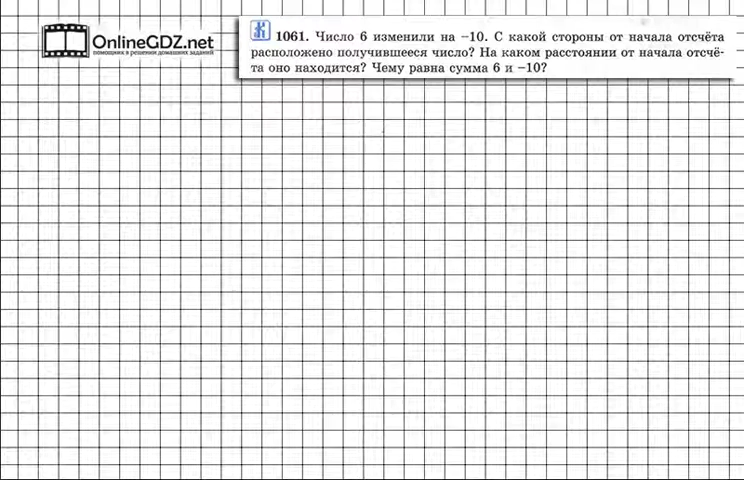 OnlineGDZ.net
помощник в решении домашних заданий
1061. Число 6 изменили на −10. С какой стороны от начала отсчёта
расположено получившееся число? На каком расстоянии от начала отсчё-
та оно находится? Чему равна сумма 6 и −10?